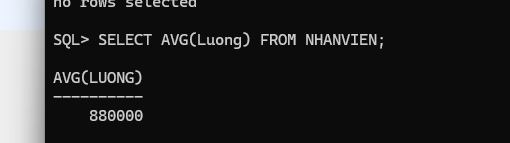 no rows selected
SQL> SELECT AVG(Luong) FROM NHANVIEN;
AVG(LUONG)
----------
880000